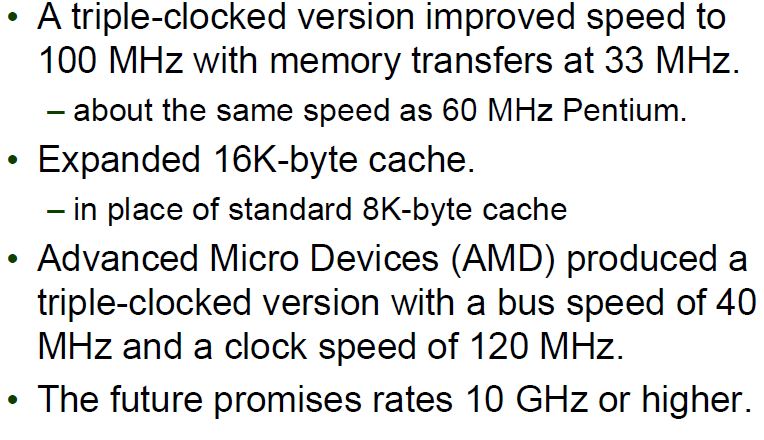 • A triple-clocked version improved speed to
100 MHz with memory transfers at 33 MHz.
– about the same speed as 60 MHz Pentium.
• Expanded 16K-byte cache.
– in place of standard 8K-byte cache
• Advanced Micro Devices (AMD) produced a
triple-clocked version with a bus speed of 40
MHz and a clock speed of 120 MHz.
• The future promises rates 10 GHz or higher.